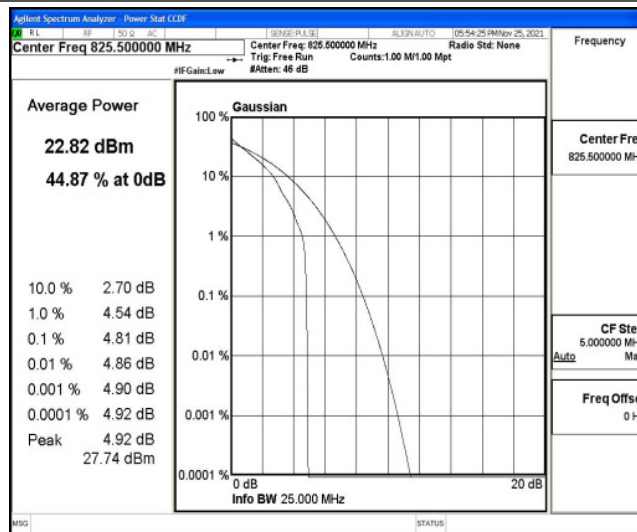 Agilent Spectrum Analyzer - Power Stat CCDF
RL RF 50 Ω AC SENSE:PULSE ALIGN AUTO 05:54:25 PM Nov 25, 2021
Center Freq 825.500000 MHz
Center Freq: 825.500000 MHz Radio Std: None
Trig: Free Run Counts:1.00 M/1.00 Mpt
#IFGain:Low #Atten: 46 dB
Frequency
Average Power
22.82 dBm
44.87 % at 0dB
10.0 % 2.70 dB
1.0 % 4.54 dB
0.1 % 4.81 dB
0.01 % 4.86 dB
0.001 % 4.90 dB
0.0001 % 4.92 dB
Peak 4.92 dB
27.74 dBm
Gaussian
100 %
10 %
1 %
0.1 %
0.01 %
0.001 %
0.0001 %
0 dB 20 dB
Info BW 25.000 MHz
Center Fre
825.500000 MH
CF Ste
5.000000 MH
Auto Ma
Freq Offse
0 H
MSG STATUS